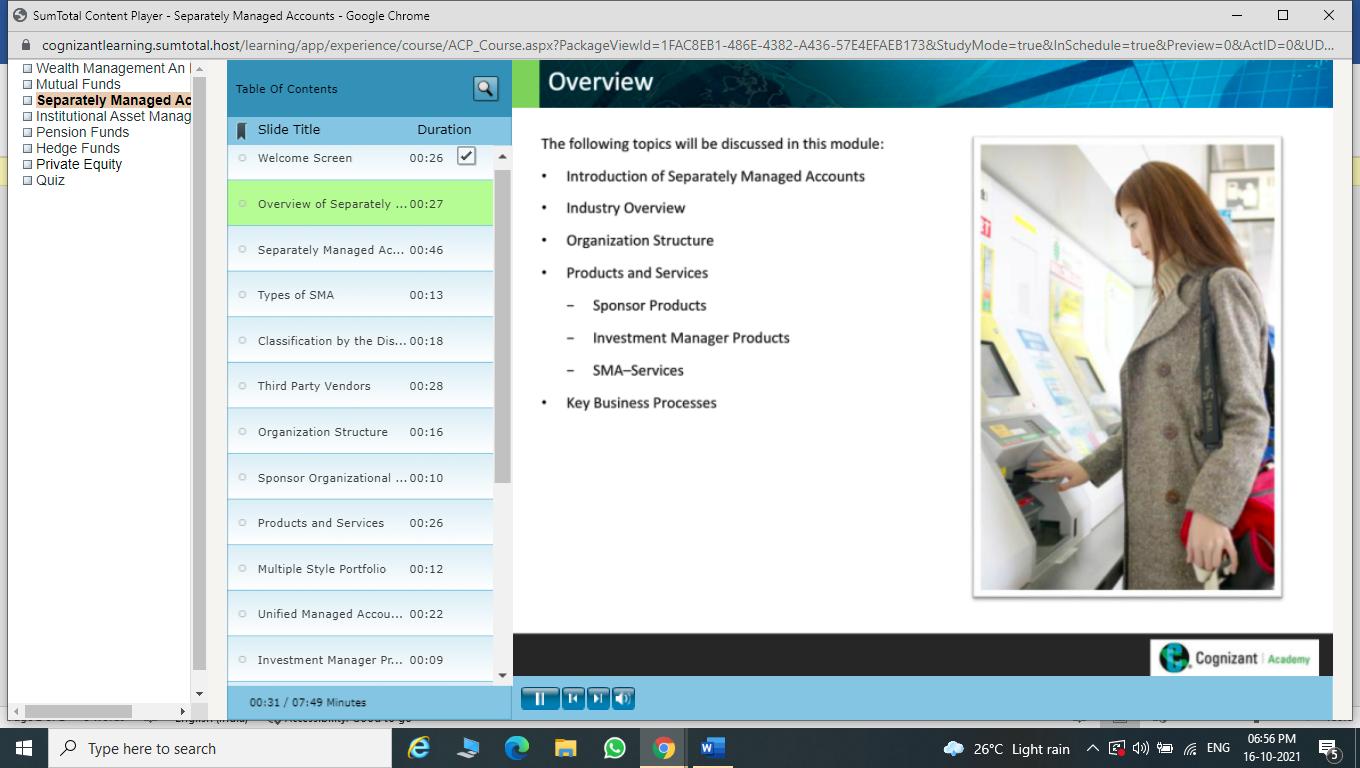 SumTotal Content Player - Separately Managed Accounts - Google Chrome
cognizantlearning.sumtotal.host/learning/app/experience/course/ACP_Course.aspx?PackageViewId=1FAC8EB1-486E-4382-A436-57E4EFAEB173&StudyMode=true&InSchedule=true&Preview=0&ActID=0&UD...
Wealth Management An I
Mutual Funds
Separately Managed Ac
Institutional Asset Manag
Pension Funds
Hedge Funds
Private Equity
Quiz
Table Of Contents
Slide Title Duration
Welcome Screen 00:26
Overview of Separately ... 00:27
Separately Managed Ac... 00:46
Types of SMA 00:13
Classification by the Dis... 00:18
Third Party Vendors 00:28
Organization Structure 00:16
Sponsor Organizational ... 00:10
Products and Services 00:26
Multiple Style Portfolio 00:12
Unified Managed Accou... 00:22
Investment Manager Pr... 00:09
00:31 / 07:49 Minutes
Overview
The following topics will be discussed in this module:
• Introduction of Separately Managed Accounts
• Industry Overview
• Organization Structure
• Products and Services
– Sponsor Products
– Investment Manager Products
– SMA–Services
• Key Business Processes
Cognizant | Academy
Type here to search
26°C Light rain
ENG
06:56 PM
16-10-2021
5